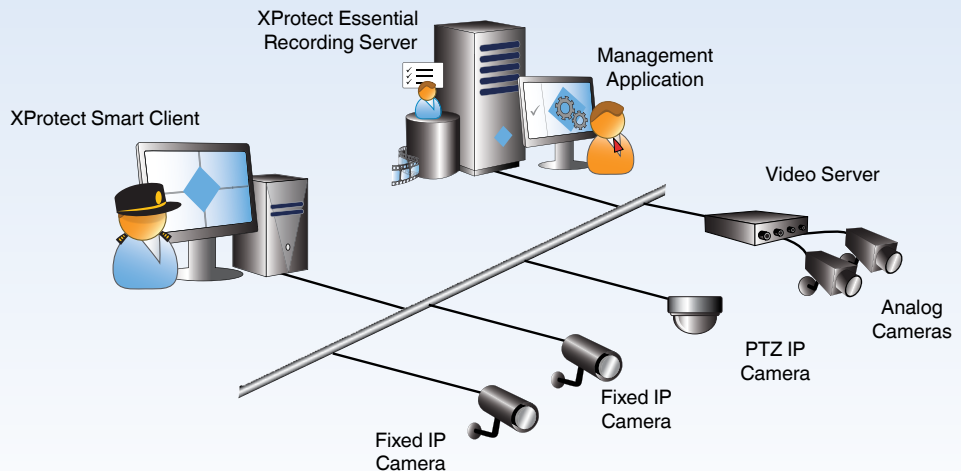 XProtect Essential
Recording Server
Management
Application
XProtect Smart Client
Video Server
Analog
Cameras
PTZ IP
Camera
Fixed IP
Camera
Fixed IP
Camera